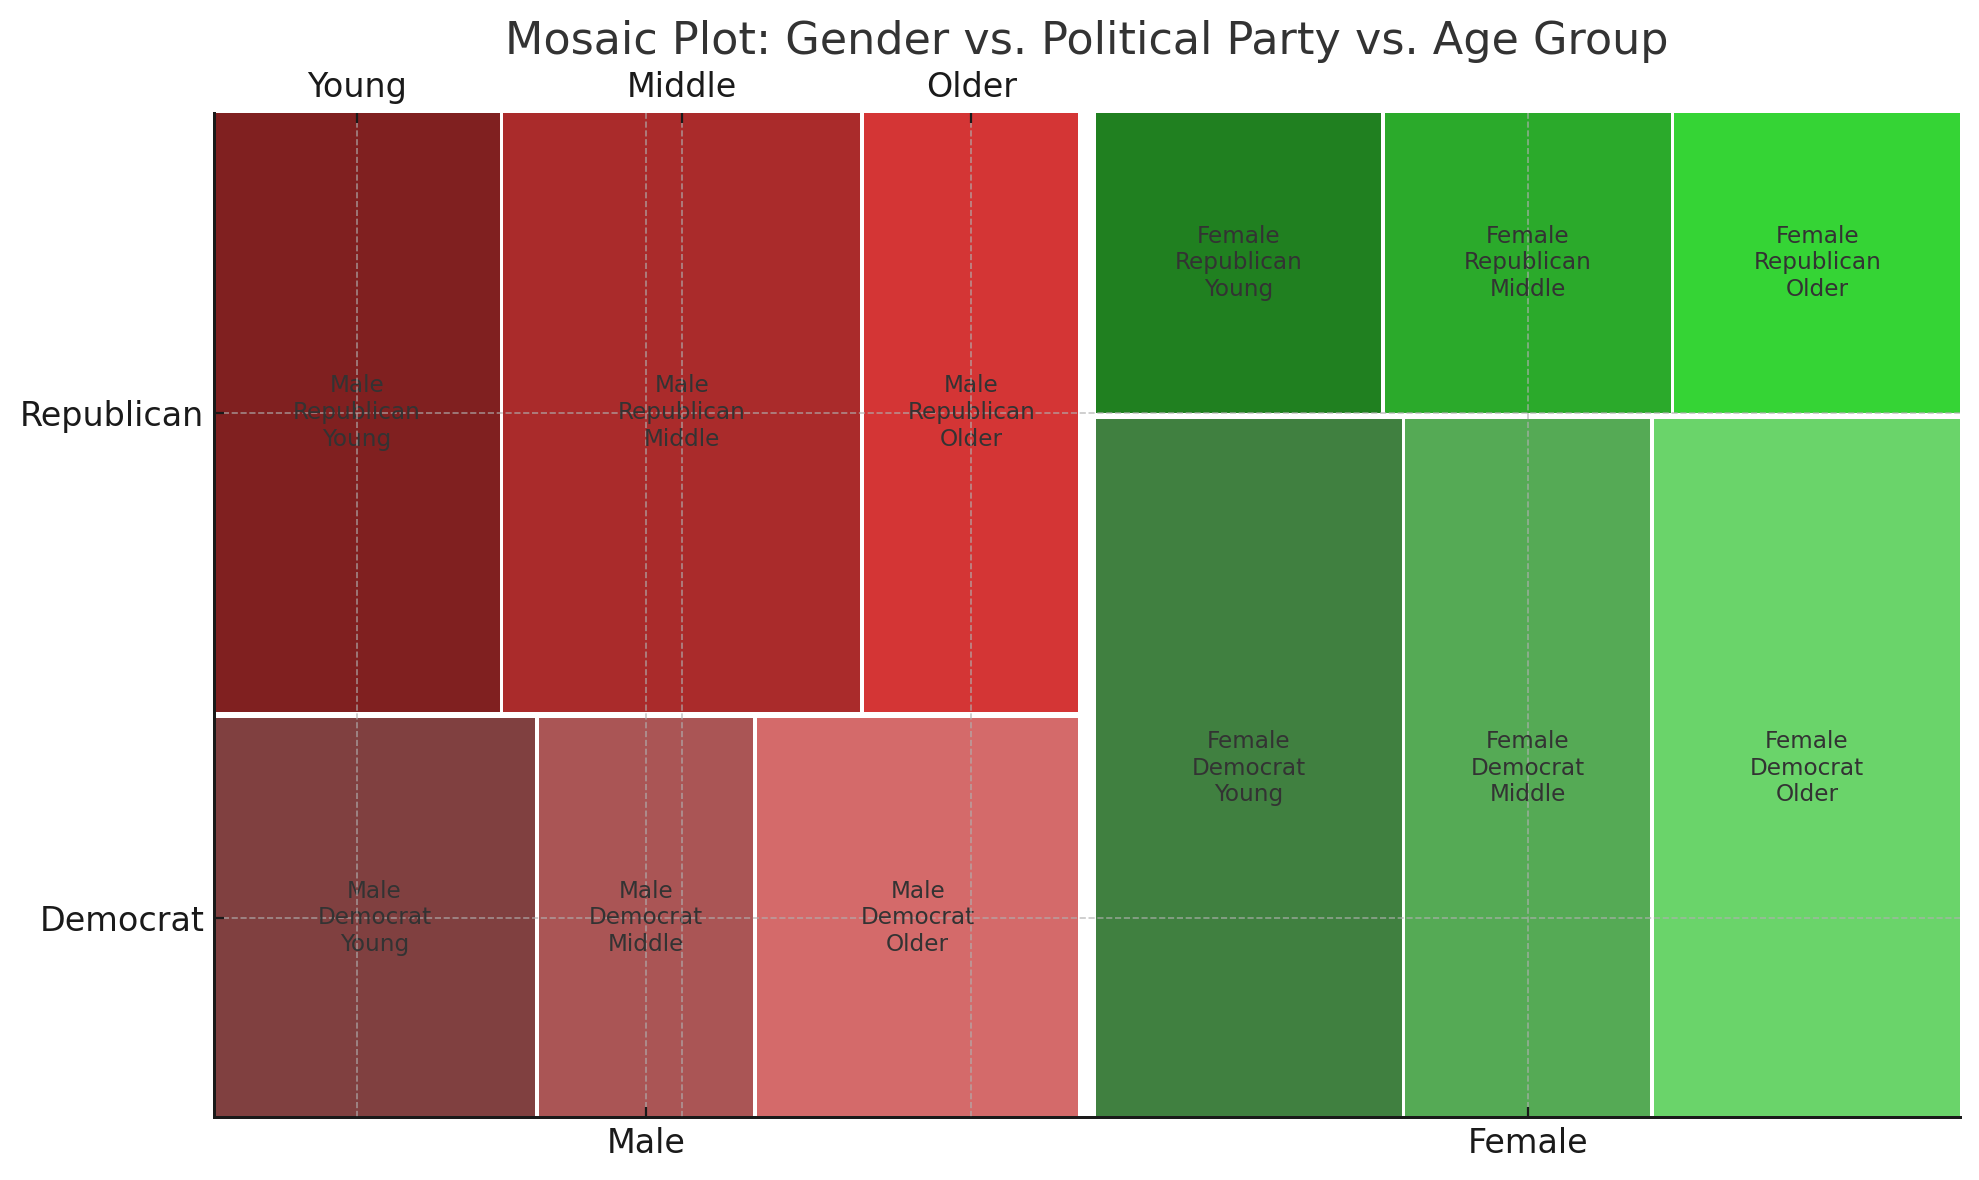 Mosaic Plot: Gender vs. Political Party vs. Age Group
Young
Middle
Older
Republican
Democrat
Male
Republican
Young
Male
Republican
Middle
Male
Republican
Older
Female
Republican
Young
Female
Republican
Middle
Female
Republican
Older
Male
Democrat
Young
Male
Democrat
Middle
Male
Democrat
Older
Female
Democrat
Young
Female
Democrat
Middle
Female
Democrat
Older
Male
Female